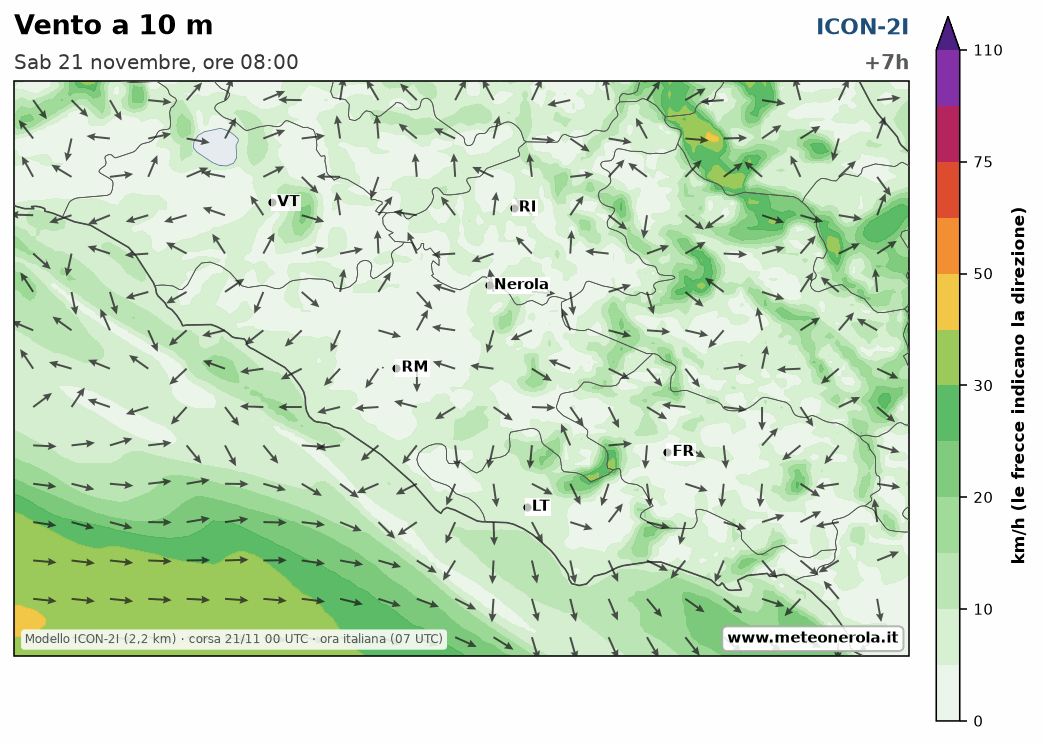 Vento a 10 m
ICON-2I
Sab 21 novembre, ore 08:00
+7h
110
75
50
30
20
10
0
km/h (le frecce indicano la direzione)
VT
RI
Nerola
RM
FR
LT
Modello ICON-2I (2,2 km) · corsa 21/11 00 UTC · ora italiana (07 UTC)
www.meteonerola.it